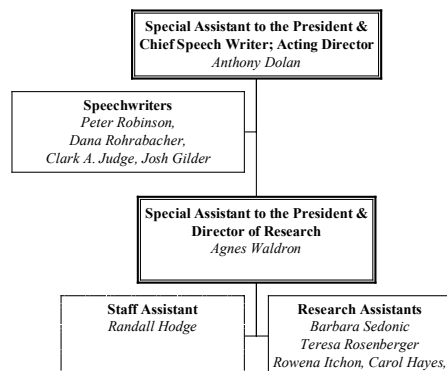 Special Assistant to the President &
Chief Speech Writer; Acting Director
Anthony Dolan
Speechwriters
Peter Robinson,
Dana Rohrabacher,
Clark A. Judge, Josh Gilder
Special Assistant to the President &
Director of Research
Agnes Waldron
Staff Assistant
Randall Hodge
Research Assistants
Barbara Sedonic
Teresa Rosenberger
Rowena Itchon, Carol Hayes,